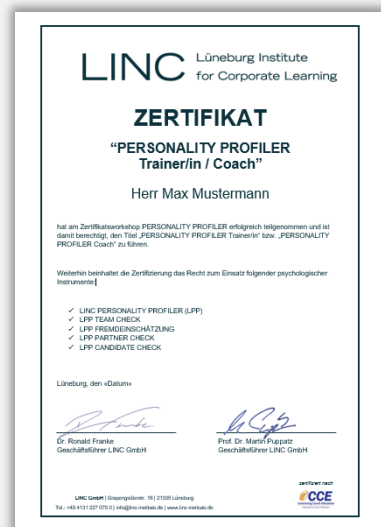 LINC Lüneburg Institute
for Corporate Learning
ZERTIFIKAT
“PERSONALITY PROFILER
Trainer/in / Coach”
Herr Max Mustermann
hat am Zertifikatsworkshop PERSONALITY PROFILER erfolgreich teilgenommen und ist
damit berechtigt, den Titel „PERSONALITY PROFILER Trainer/in“ bzw. „PERSONALITY
PROFILER Coach“ zu führen.
Weiterhin beinhaltet die Zertifizierung das Recht zum Einsatz folgender psychologischer
Instrumente:
✓ LINC PERSONALITY PROFILER (LPP)
✓ LPP TEAM CHECK
✓ LPP FREMDEINSCHÄTZUNG
✓ LPP PARTNER CHECK
✓ LPP CANDIDATE CHECK
Lüneburg, den «Datum»
Dr. Ronald Franke
Geschäftsführer LINC GmbH
Prof. Dr. Martin Puppatz
Geschäftsführer LINC GmbH
zertifiziert nach
CCE
LINC GmbH | Grapengießerstr. 16 | 21335 Lüneburg
Tel.: +49 4131 227 070 0 | info@linc-institute.de | www.linc-institute.de